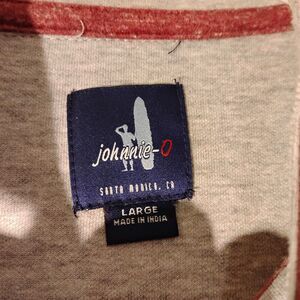 johnnie-O
SANTA MONICA, CA
LARGE
MADE IN INDIA